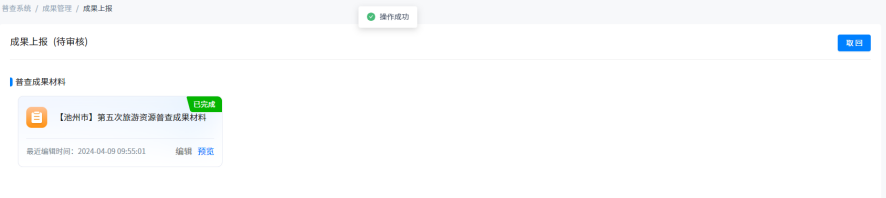 普查系统 / 成果管理 / 成果上报
操作成功
成果上报 (待审核)
取回
普查成果材料
已完成
【池州市】第五次旅游资源普查成果材料
最近编辑时间：2024-04-09 09:55:01 编辑 预览